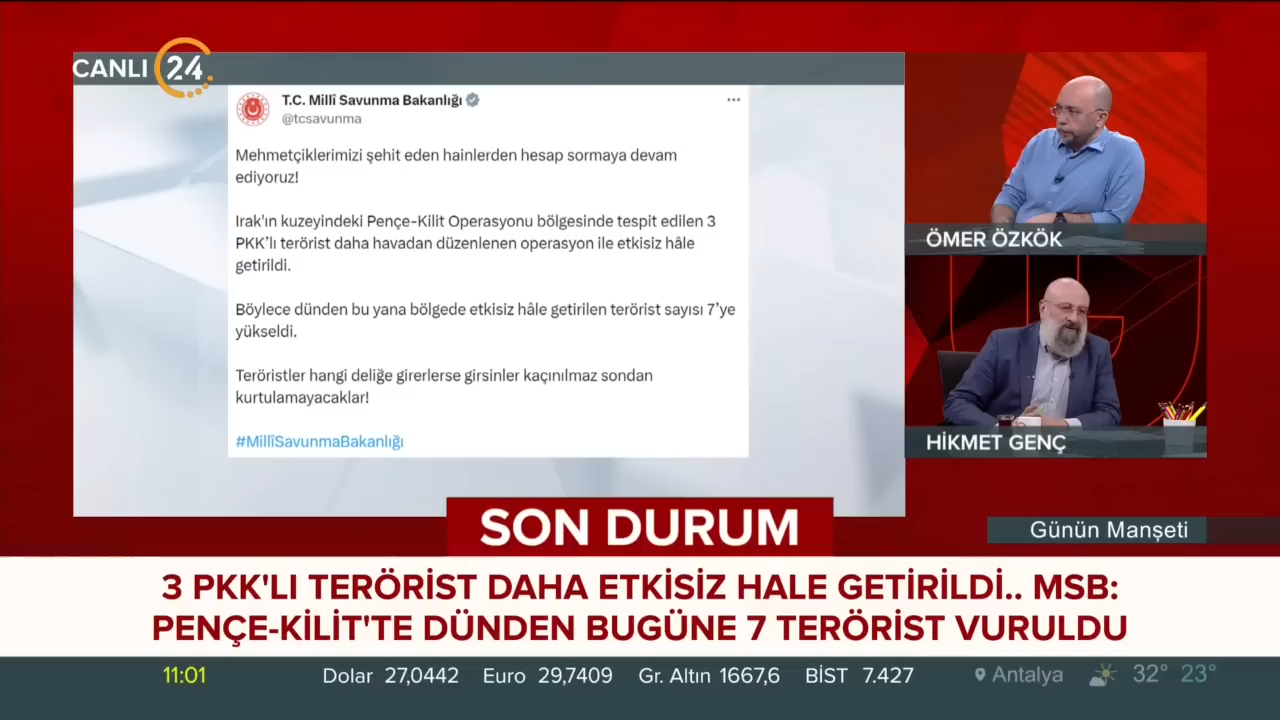 CANLI 24
T.C. Millî Savunma Bakanlığı
@tcsavunma
Mehmetçiklerimizi şehit eden hainlerden hesap sormaya devam
ediyoruz!
Irak'ın kuzeyindeki Pençe-Kilit Operasyonu bölgesinde tespit edilen 3
PKK’lı terörist daha havadan düzenlenen operasyon ile etkisiz hâle
getirildi.
Böylece dünden bu yana bölgede etkisiz hâle getirilen terörist sayısı 7’ye
yükseldi.
Teröristler hangi deliğe girerlerse girsinler kaçınılmaz sondan
kurtulamayacaklar!
#MillîSavunmaBakanlığı
ÖMER ÖZKÖK
HİKMET GENÇ
SON DURUM
Günün Manşeti
3 PKK'LI TERÖRİST DAHA ETKİSİZ HALE GETİRİLDİ.. MSB:
PENÇE-KİLİT'TE DÜNDEN BUGÜNE 7 TERÖRİST VURULDU
11:01 Dolar 27,0442 Euro 29,7409 Gr. Altın 1667,6 BİST 7.427 Antalya 32° 23°